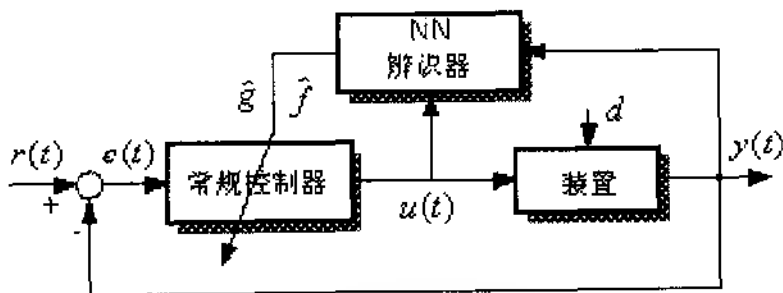 NN
辨识器
ĝ f̂
d
r(t)
e(t)
y(t)
常规控制器
装置
u(t)
+
-